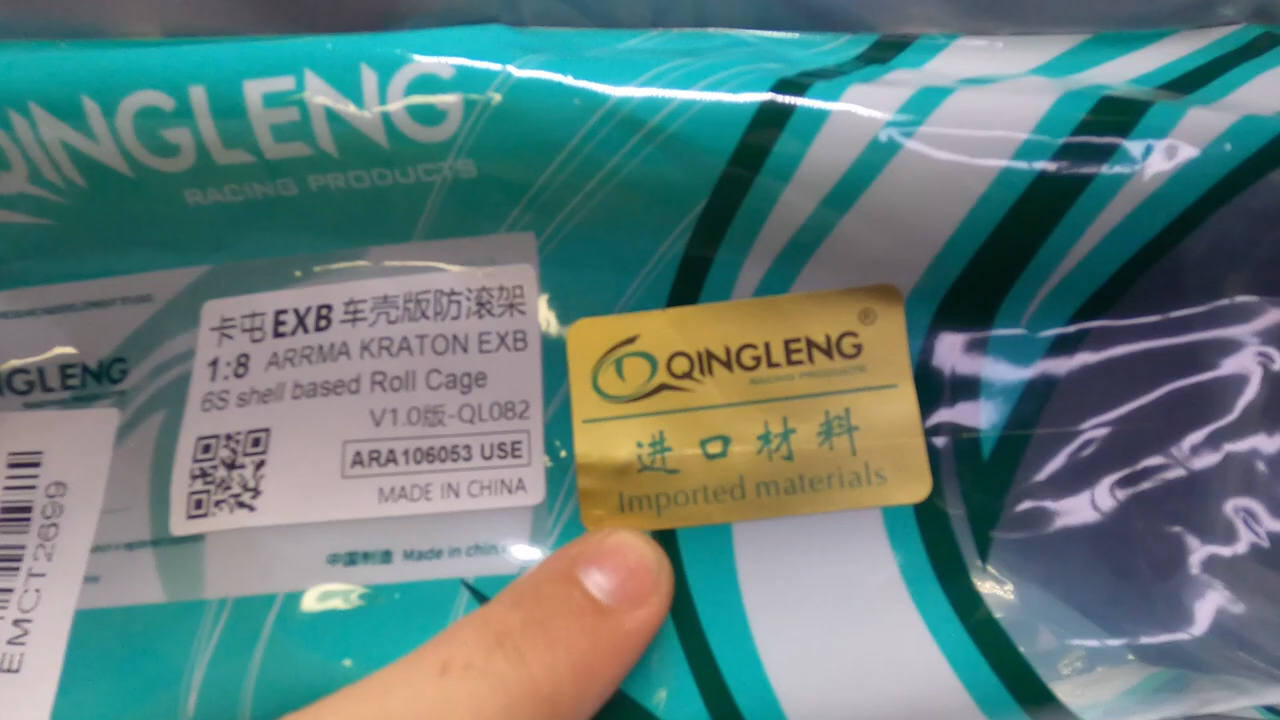 QINGLENG
RACING PRODUCTS
卡屯EXB车壳版防滚架
1:8 ARRMA KRATON EXB
6S shell based Roll Cage
V1.0版-QL082
ARA106053 USE
MADE IN CHINA
中国制造 Made in chin
QINGLENG®
RACING PRODUCTS
进口材料
Imported materials
IGLENG
EMCT2699